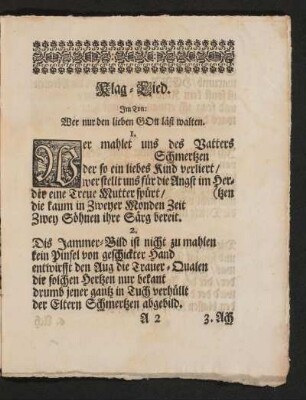 Klag-Lied.
Im Ton:
Wer nur den lieben GOtt läßt walten.
1.
Wer mahlet uns des Vatters
Schmertzen
der so ein liebes Kind verliert/
wer stellt uns für die Angst im Her-
die eine Treue Mutter spürt/ (tzen
die kaum in Zweyer Monden Zeit
Zwey Söhnen ihre Särg bereit.
2.
Dis Jammer-Bild ist nicht zu mahlen
kein Pinsel von geschickter Hand
entwirfft den Aug die Trauer-Qualen
die solchen Hertzen nur bekant
drumb jener gantz in Tuch verhüllt
der Eltern Schmertzen abgebild.
A 2 3. Ach